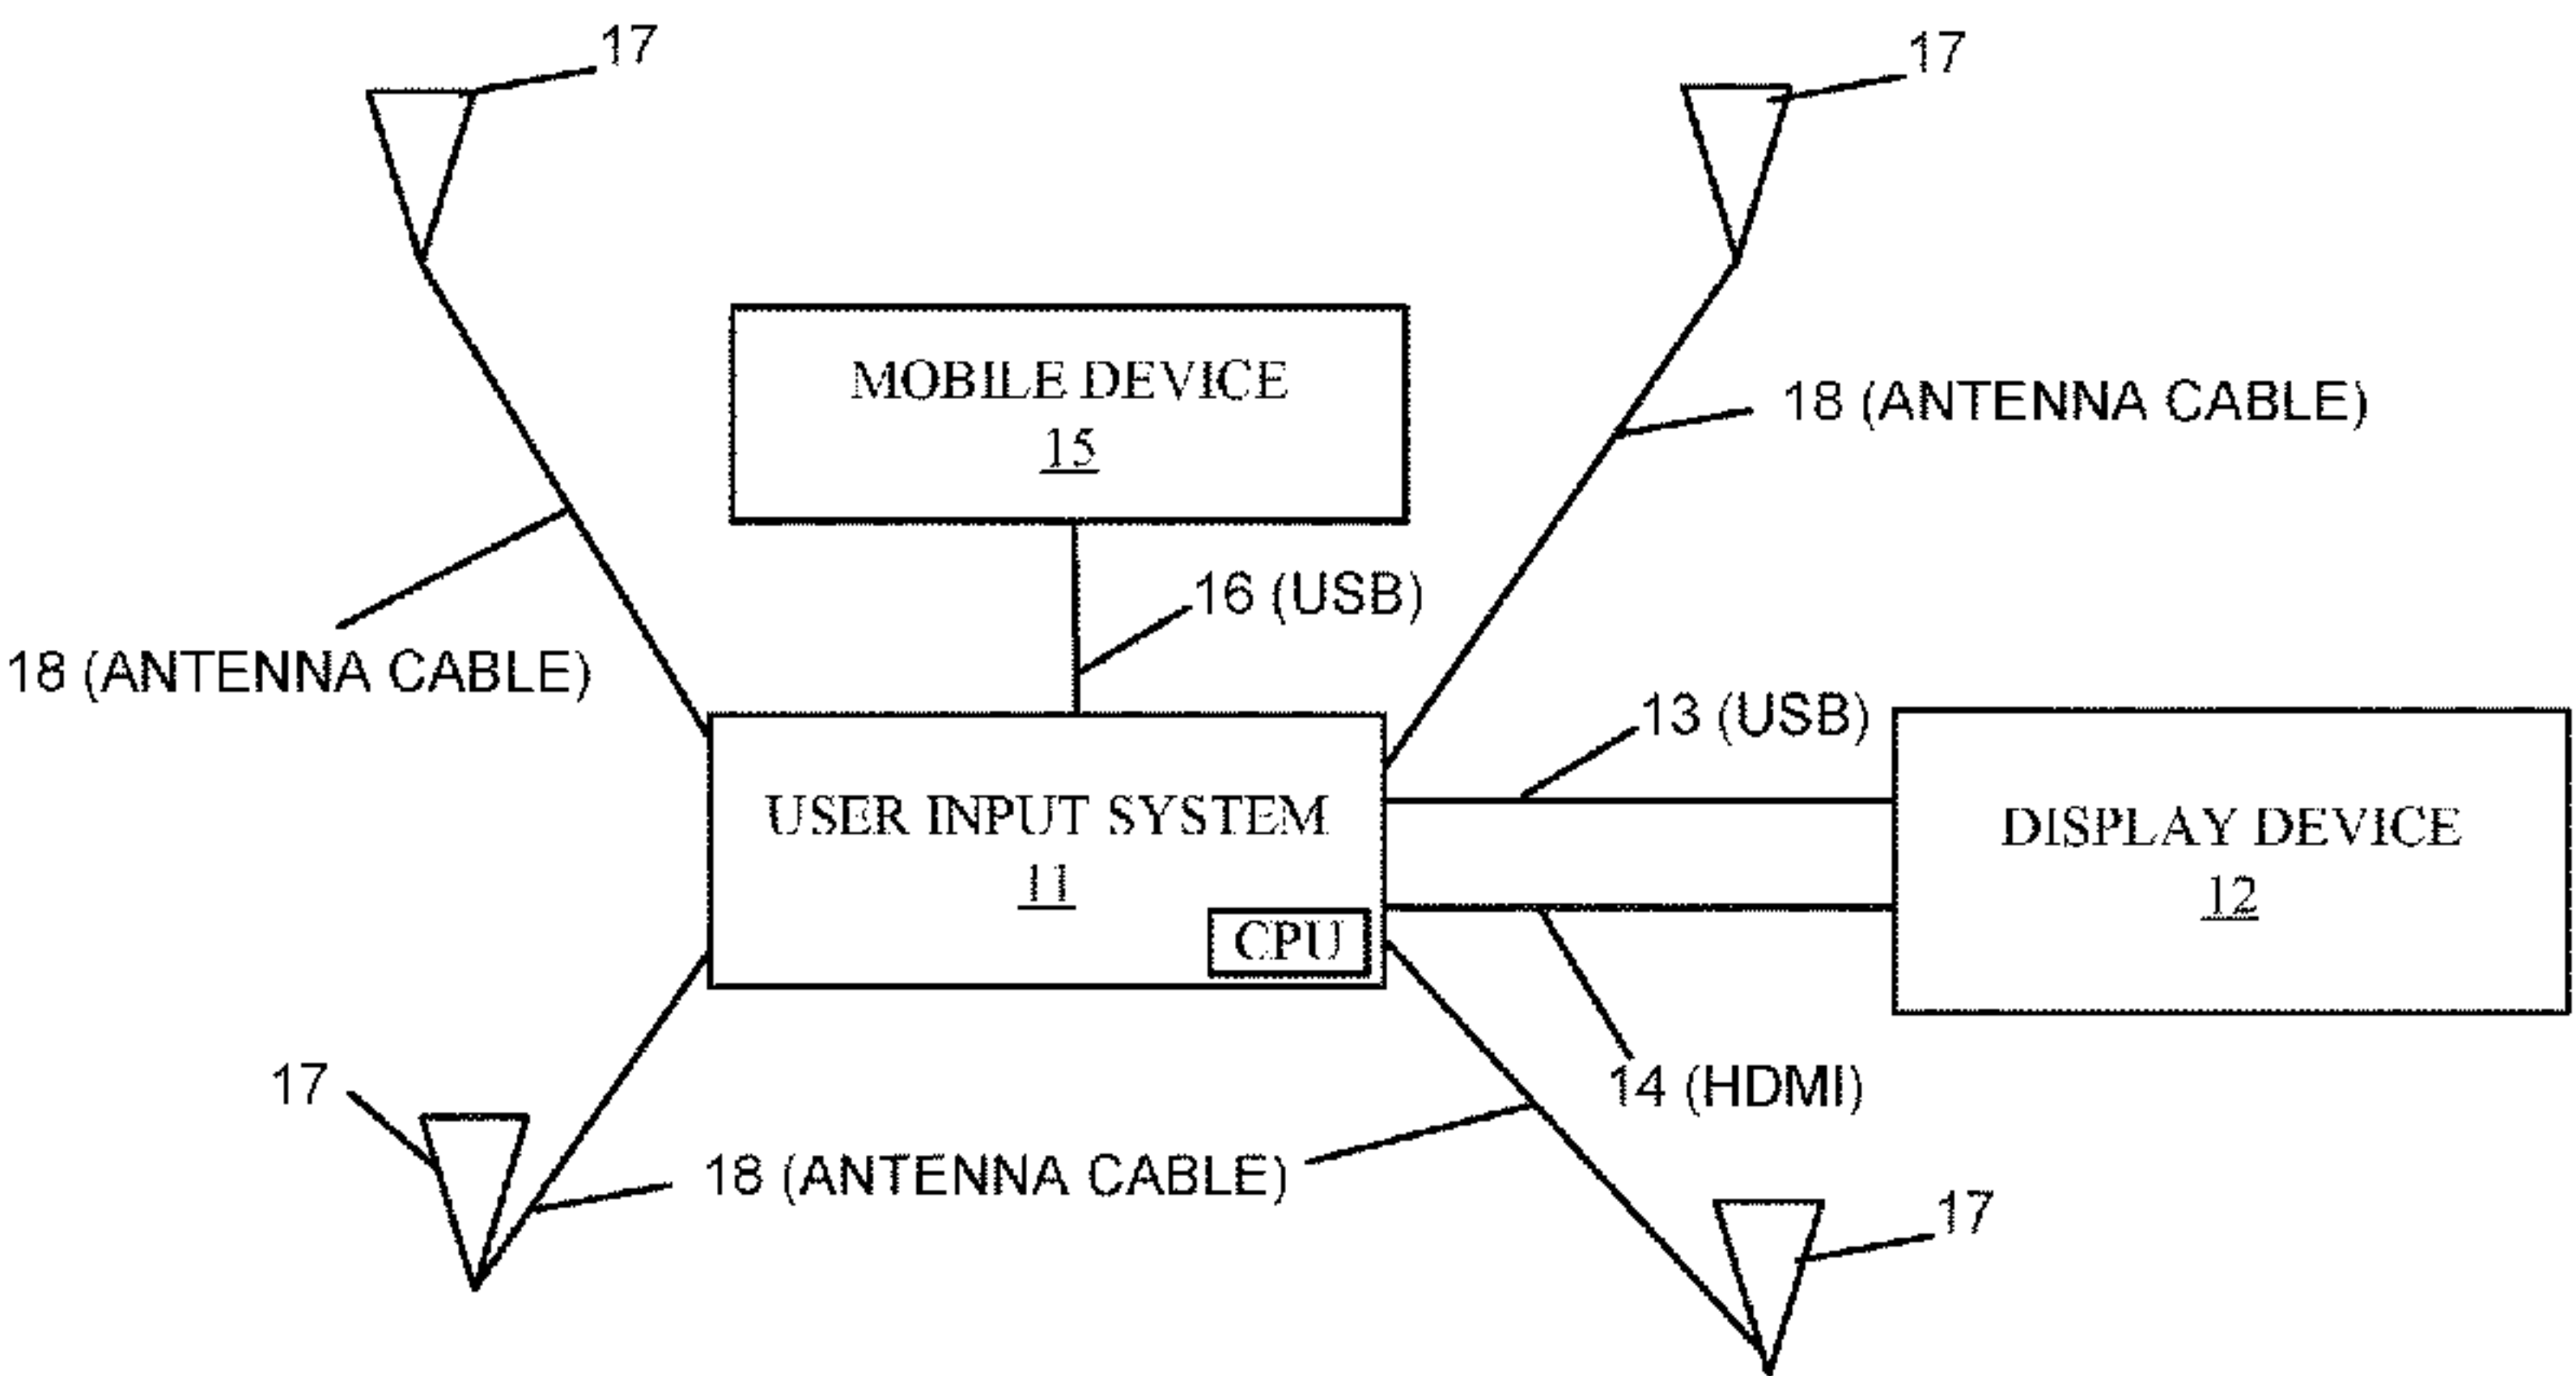 17
17
MOBILE DEVICE
15
18 (ANTENNA CABLE)
16 (USB)
18 (ANTENNA CABLE)
13 (USB)
USER INPUT SYSTEM
11
CPU
DISPLAY DEVICE
12
17
14 (HDMI)
18 (ANTENNA CABLE)
17